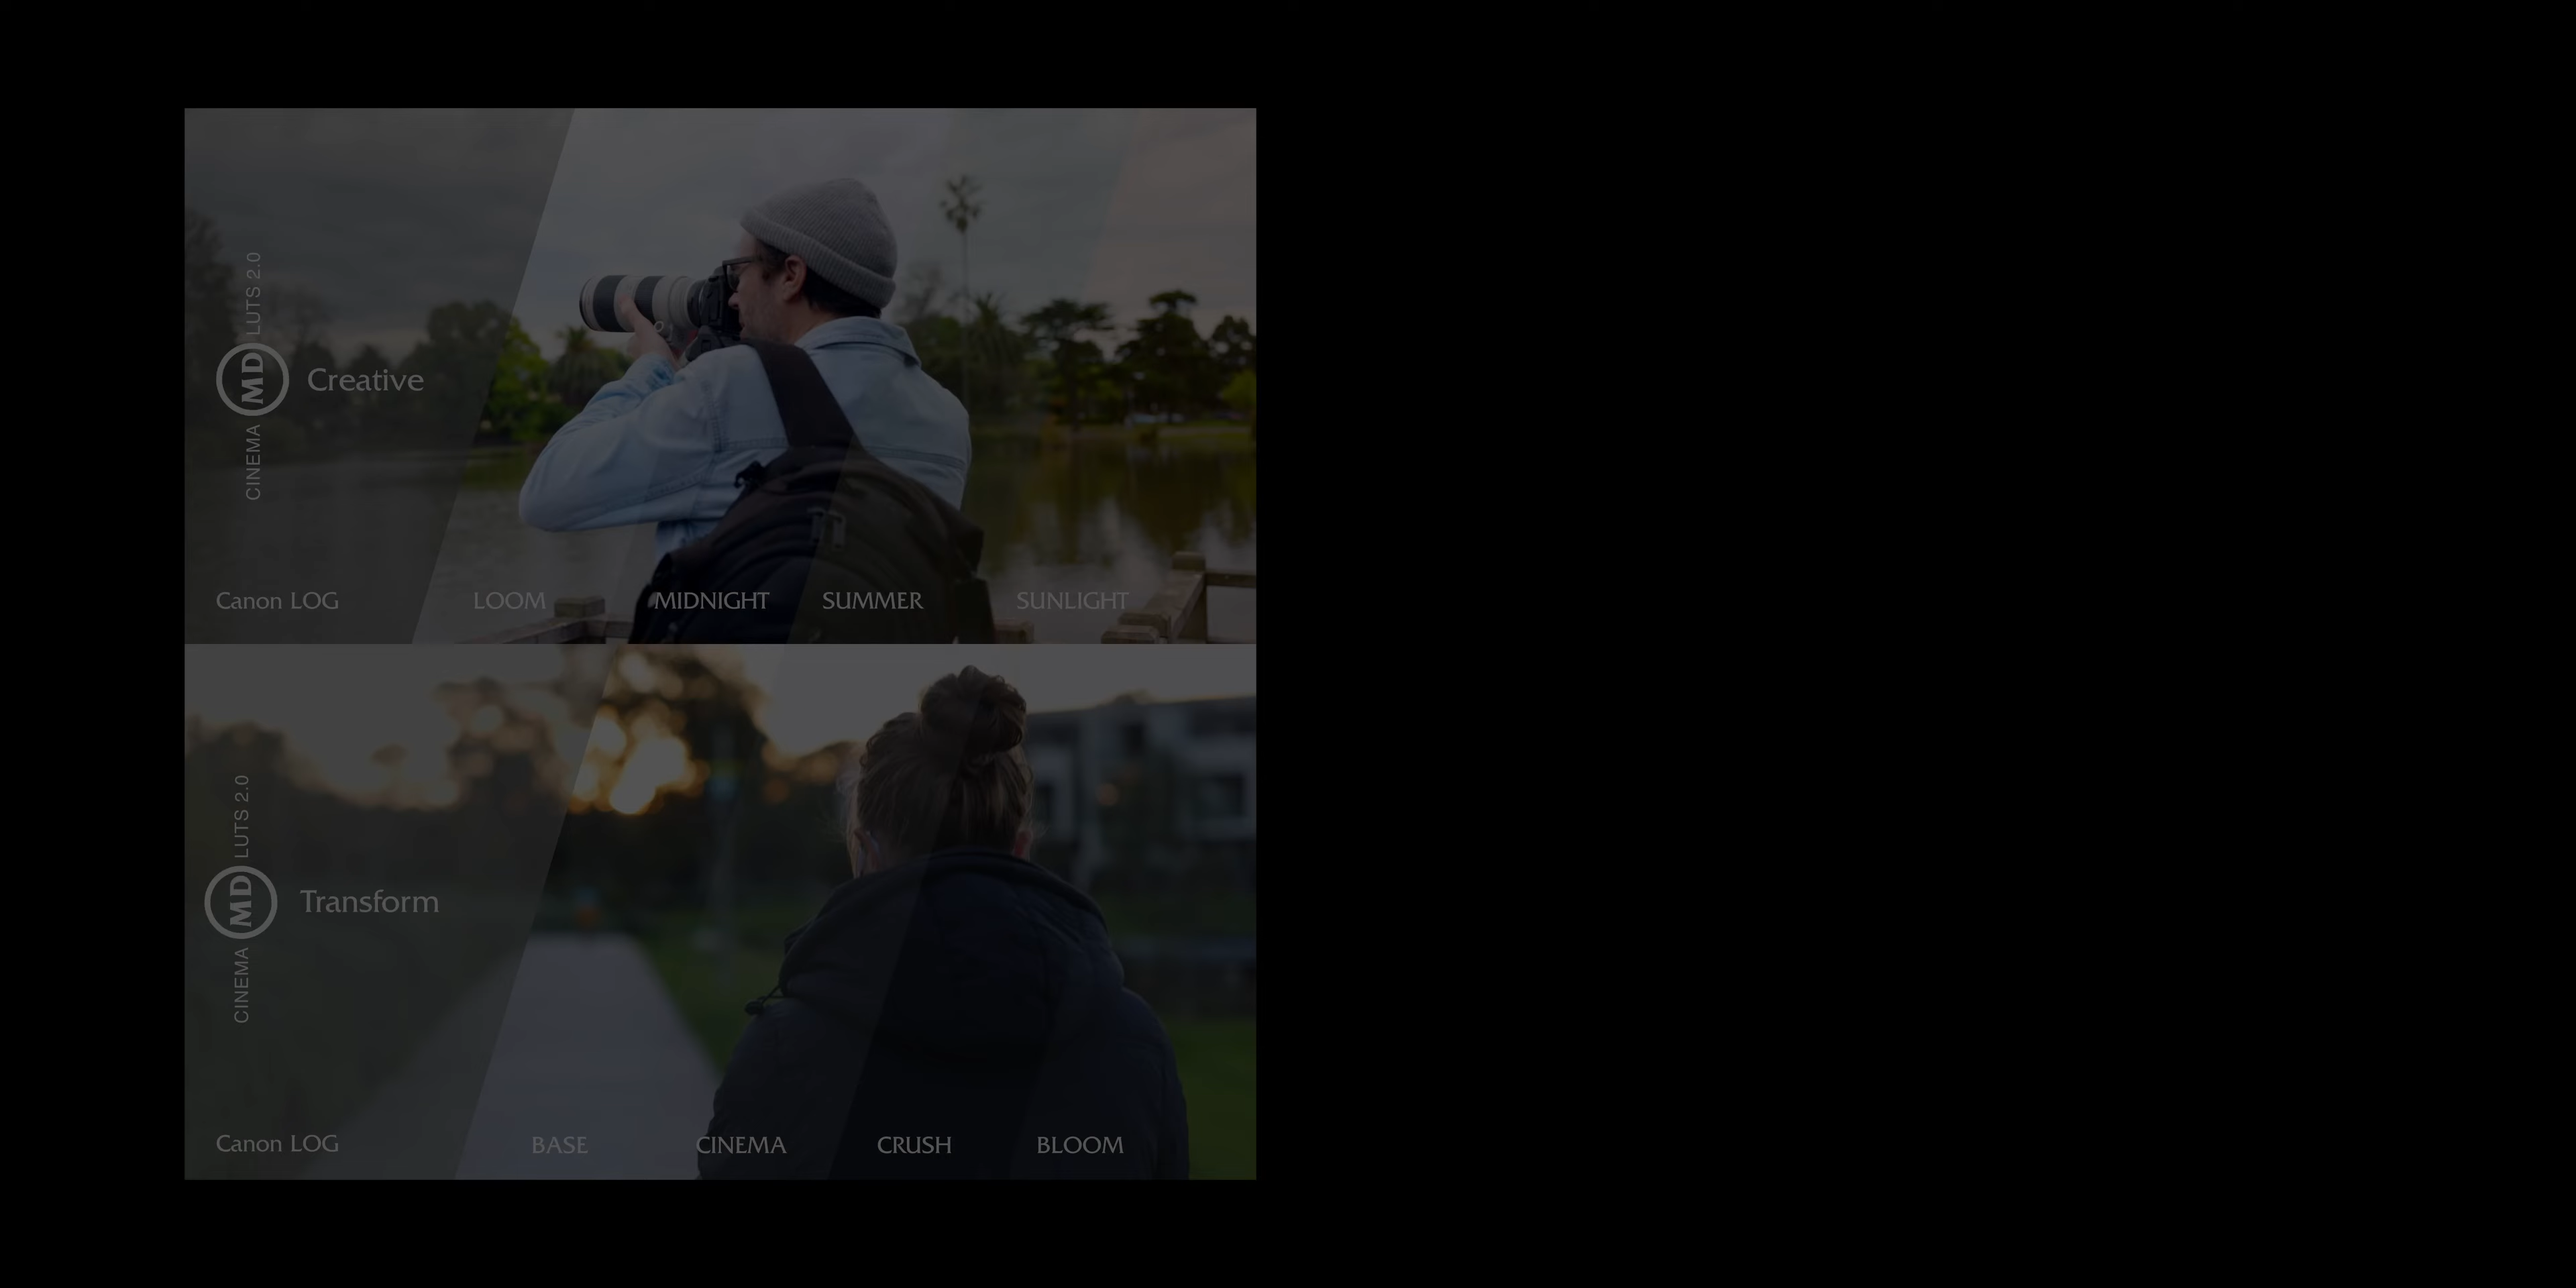 CINEMA MD LUTS 2.0
Creative
Canon LOG
LOOM
MIDNIGHT
SUMMER
SUNLIGHT
CINEMA MD LUTS 2.0
Transform
Canon LOG
BASE
CINEMA
CRUSH
BLOOM